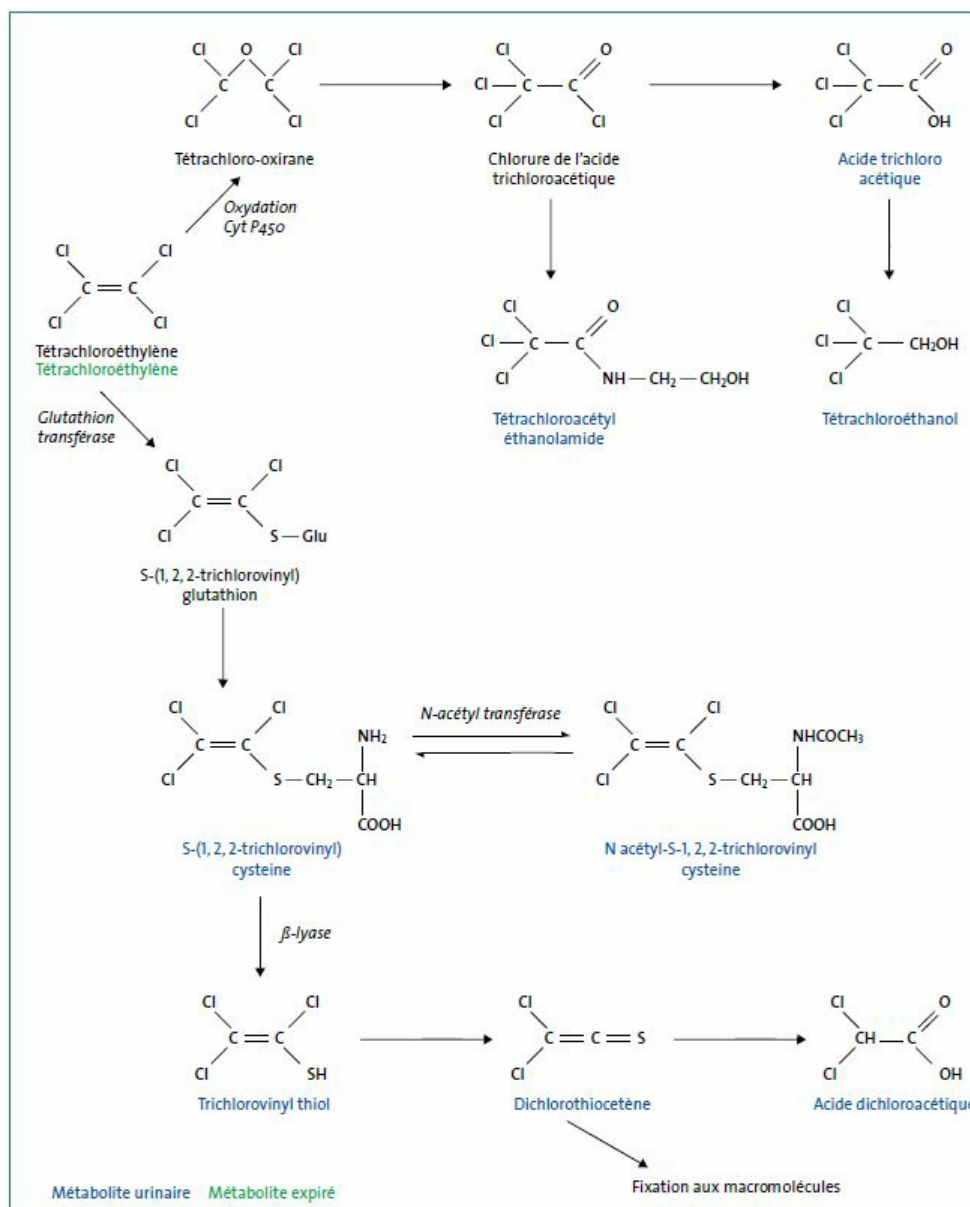 Cl O Cl
C C
Cl Cl
Tétrachloro-oxirane
Cl O
Cl C C
Cl Cl
Chlorure de l'acide
trichloroacétique
Cl O
Cl C C
Cl OH
Acide trichloro
acétique
Oxydation
Cyt P450
Cl Cl
C C
Cl Cl
Tétrachloroéthylène
Tétrachloroéthylène
Cl O
Cl C C
Cl NH CH2 CH2OH
Tétrachloroacétyl
éthanolamide
Cl
Cl C CH2OH
Cl
Tétrachloroéthanol
Glutathion
transférase
Cl Cl
C C
Cl S Glu
S-(1, 2, 2-trichlorovinyl)
glutathion
Cl Cl
C C NH2
Cl S CH2 CH
COOH
S-(1, 2, 2-trichlorovinyl)
cysteine
N-acétyl transférase
Cl Cl
C C NHCOCH3
Cl S CH2 CH
COOH
N acétyl-S-1, 2, 2-trichlorovinyl
cysteine
ß-lyase
Cl Cl
C C
Cl SH
Trichlorovinyl thiol
Cl
C C S
Cl
Dichlorothiocetène
Cl O
CH C
Cl OH
Acide dichloroacétique
Fixation aux macromolécules
Métabolite urinaire Métabolite expiré